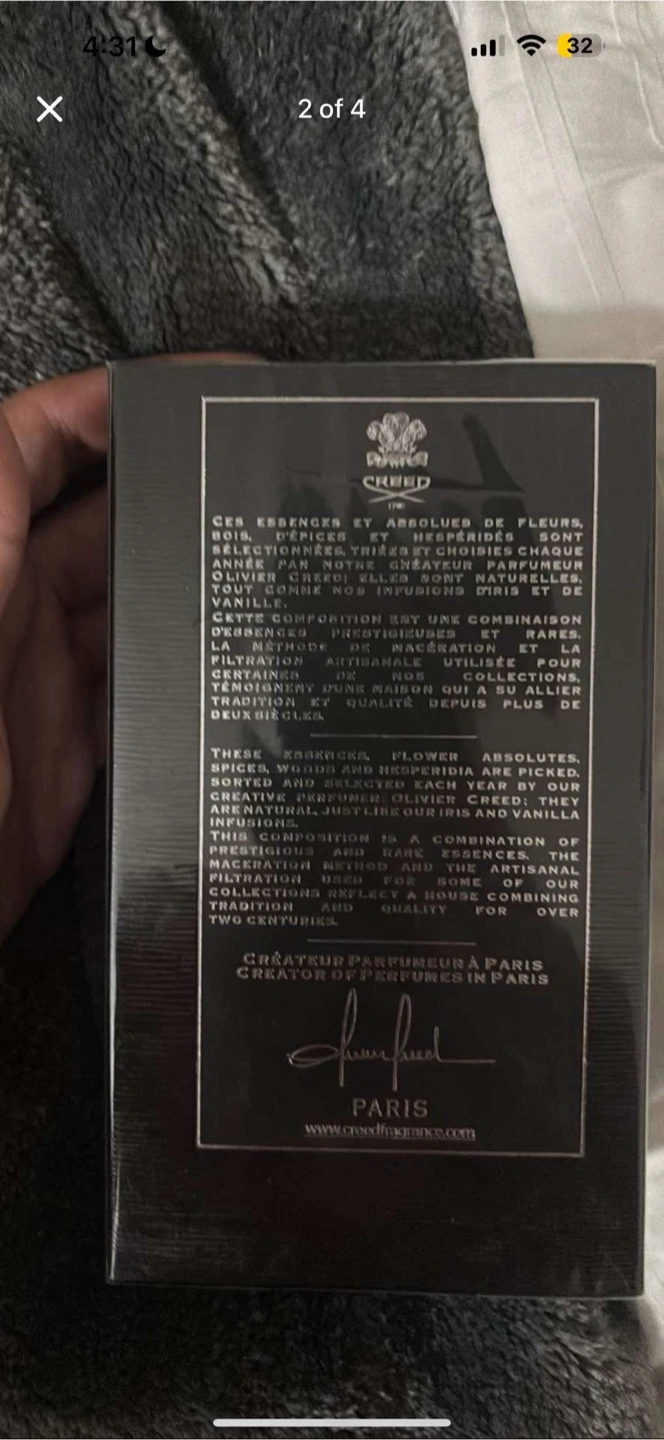 4:31
32
2 of 4
CREED
1760
CES ESSENCES ET ABSOLUES DE FLEURS,
BOIS, D'ÉPICES ET HESPÉRIDÉS SONT
SÉLECTIONNÉES, TRIÉES ET CHOISIES CHAQUE
ANNÉE PAR NOTRE CRÉATEUR PARFUMEUR
OLIVIER CREED; ELLES SONT NATURELLES,
TOUT COMME NOS INFUSIONS D'IRIS ET DE
VANILLE.
CETTE COMPOSITION EST UNE COMBINAISON
D'ESSENCES PRESTIGIEUSES ET RARES.
LA MÉTHODE DE MACÉRATION ET LA
FILTRATION ARTISANALE UTILISÉE POUR
CERTAINES DE NOS COLLECTIONS,
TÉMOIGNENT D'UNE MAISON QUI A SU ALLIER
TRADITION ET QUALITÉ DEPUIS PLUS DE
DEUX SIÈCLES.
THESE ESSENCES, FLOWER ABSOLUTES,
SPICES, WOODS AND HESPERIDIA ARE PICKED,
SORTED AND SELECTED EACH YEAR BY OUR
CREATIVE PERFUMER OLIVIER CREED; THEY
ARE NATURAL, JUST LIKE OUR IRIS AND VANILLA
INFUSIONS.
THIS COMPOSITION IS A COMBINATION OF
PRESTIGIOUS AND RARE ESSENCES. THE
MACERATION METHOD AND THE ARTISANAL
FILTRATION USED FOR SOME OF OUR
COLLECTIONS REFLECT A HOUSE COMBINING
TRADITION AND QUALITY FOR OVER
TWO CENTURIES.
CRÉATEUR PARFUMEUR À PARIS
CREATOR OF PERFUMES IN PARIS
PARIS
www.creedfragrance.com